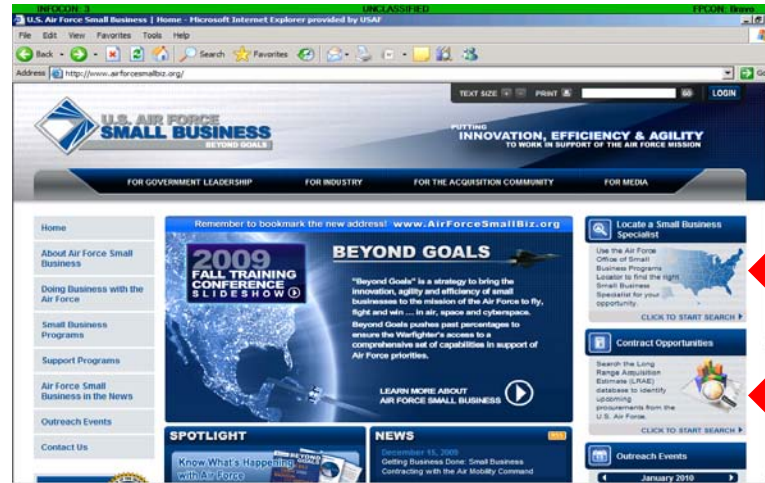 INFOCON: 3 UNCLASSIFIED FPCON: Bravo
U.S. Air Force Small Business | Home - Microsoft Internet Explorer provided by USAF
File Edit View Favorites Tools Help
Back Search Favorites
Address http://www.airforcesmallbiz.org/ Go
TEXT SIZE + - PRINT GO LOGIN
U.S. AIR FORCE
SMALL BUSINESS
BEYOND GOALS
PUTTING
INNOVATION, EFFICIENCY & AGILITY
TO WORK IN SUPPORT OF THE AIR FORCE MISSION
FOR GOVERNMENT LEADERSHIP FOR INDUSTRY FOR THE ACQUISITION COMMUNITY FOR MEDIA
Home
About Air Force Small
Business
Doing Business with the
Air Force
Small Business
Programs
Support Programs
Air Force Small
Business in the News
Outreach Events
Contact Us
Remember to bookmark the new address! www.AirForceSmallBiz.org
2009
FALL TRAINING
CONFERENCE
SLIDESHOW
BEYOND GOALS
"Beyond Goals" is a strategy to bring the
innovation, agility and efficiency of small
businesses to the mission of the Air Force to fly,
fight and win ... in air, space and cyberspace.
Beyond Goals pushes past percentages to
ensure the Warfighter's access to a
comprehensive set of capabilities in support of
Air Force priorities.
LEARN MORE ABOUT
AIR FORCE SMALL BUSINESS
SPOTLIGHT
Know What's Happening
with Air Force
BEYOND
GOALS
NEWS RSS
December 15, 2009
Getting Business Done: Small Business
Contracting with the Air Mobility Command
Locate a Small Business
Specialist
Use the Air Force
Office of Small
Business Programs
Locator to find the right
Small Business
Specialist for your
opportunity.
CLICK TO START SEARCH
Contract Opportunities
Search the Long
Range Acquisition
Estimate (LRAE)
database to identify
upcoming
procurements from the
U.S. Air Force.
CLICK TO START SEARCH
Outreach Events
January 2010